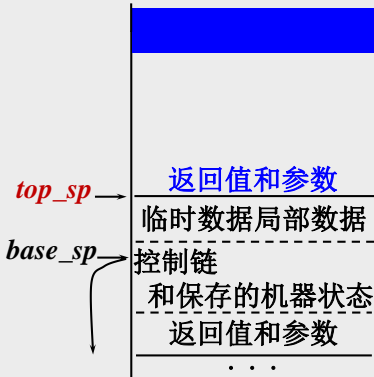 返回值和参数
top_sp
临时数据局部数据
base_sp
控制链
和保存的机器状态
返回值和参数
. . .